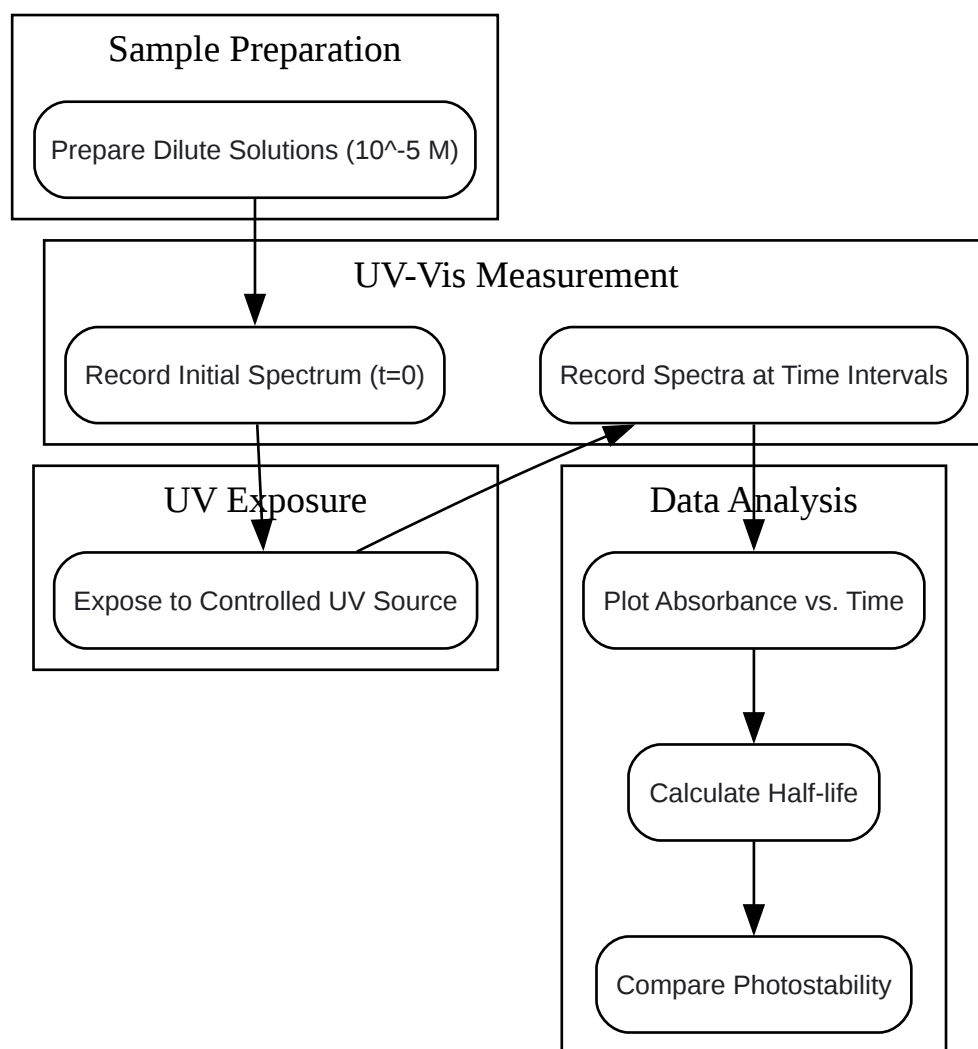 Sample Preparation
Prepare Dilute Solutions (10^-5 M)
UV-Vis Measurement
Record Initial Spectrum (t=0)
Record Spectra at Time Intervals
UV Exposure
Expose to Controlled UV Source
Data Analysis
Plot Absorbance vs. Time
Calculate Half-life
Compare Photostability